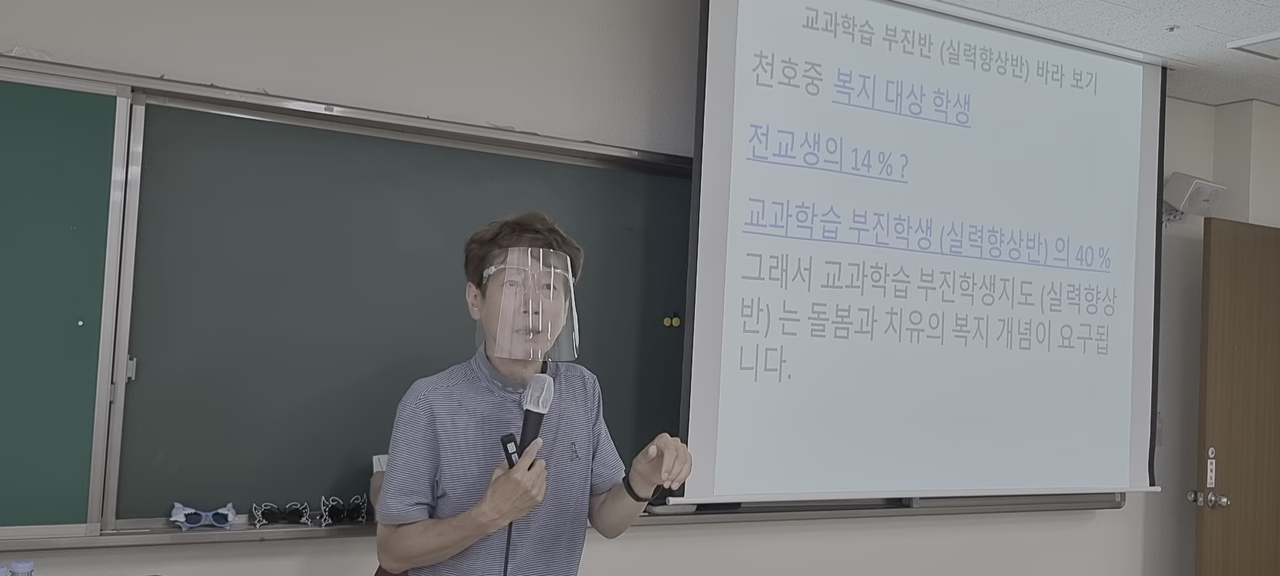 교과학습 부진반 (실력향상반) 바라 보기
천호중 복지 대상 학생
전교생의 14 % ?
교과학습 부진학생 (실력향상반) 의 40 %
그래서 교과학습 부진학생지도 (실력향상
반) 는 돌봄과 치유의 복지 개념이 요구됩
니다.